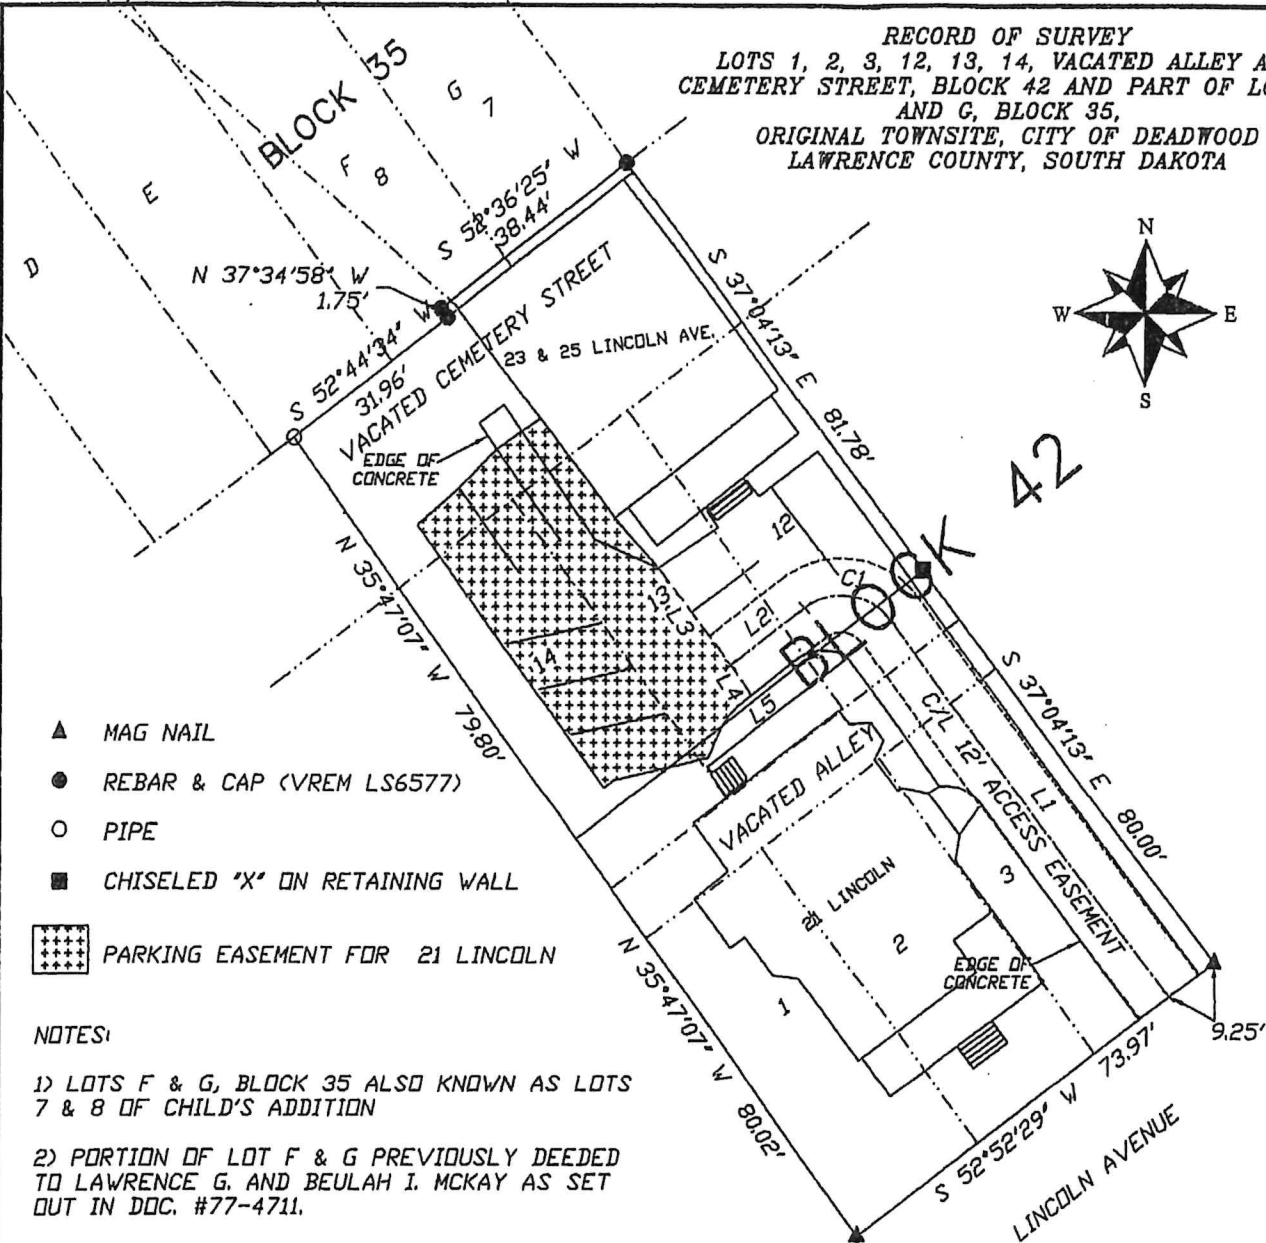 RECORD OF SURVEY
LOTS 1, 2, 3, 12, 13, 14, VACATED ALLEY
CEMETERY STREET, BLOCK 42 AND PART OF
AND G, BLOCK 35,
ORIGINAL TOWNSITE, CITY OF DEADWOOD
LAWRENCE COUNTY, SOUTH DAKOTA
BLOCK 35
G
7
F
8
E
D
S 52°36'25" W
38.44'
N 37°34'58" W
1.75'
S 52°44'34" W
31.96'
VACATED CEMETERY STREET
23 & 25 LINCOLN AVE.
S 37°04'13" E 81.78'
N
W
E
S
EDGE OF
CONCRETE
BLOCK 42
12
N 35°47'07" W 79.80'
13
L3
L2
C1
14
L4
L5
S 37°04'13" E 80.00'
C/L 12' ACCESS EASEMENT
L1
VACATED ALLEY
21 LINCOLN
3
2
1
EDGE OF
CONCRETE
N 35°47'07" W 80.02'
9.25'
S 52°52'29" W 73.97'
LINCOLN AVENUE
MAG NAIL
REBAR & CAP (VREM LS6577)
PIPE
CHISELED "X" ON RETAINING WALL
PARKING EASEMENT FOR 21 LINCOLN
NOTES:
1) LOTS F & G, BLOCK 35 ALSO KNOWN AS LOTS
7 & 8 OF CHILD'S ADDITION
2) PORTION OF LOT F & G PREVIOUSLY DEEDED
TO LAWRENCE G. AND BEULAH I. MCKAY AS SET
OUT IN DOC. #77-4711.